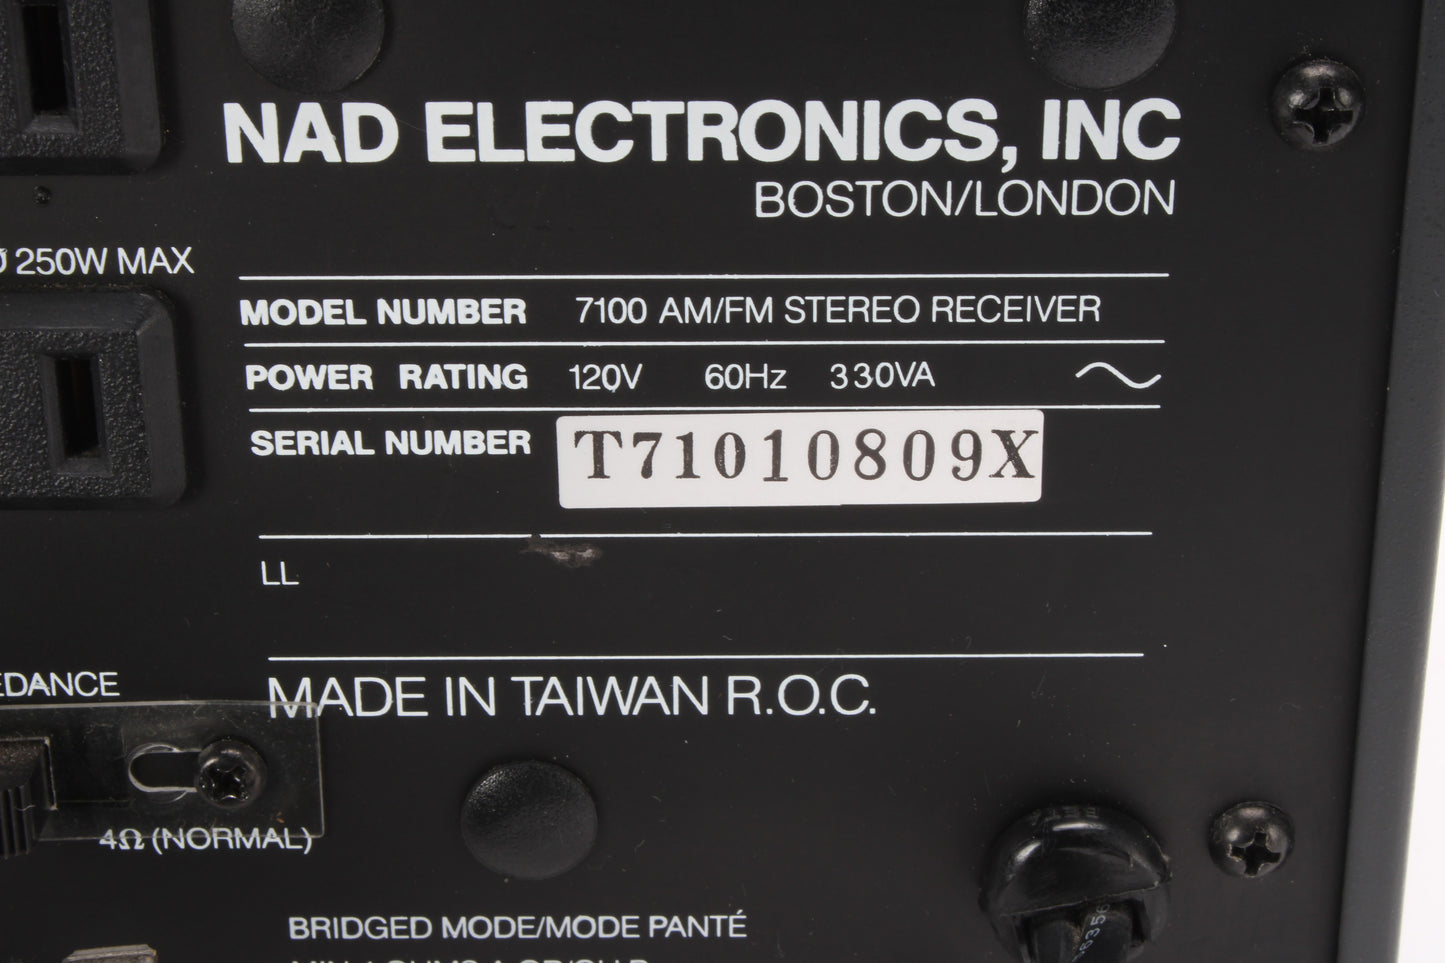 NAD ELECTRONICS, INC
BOSTON/LONDON
250W MAX
MODEL NUMBER 7100 AM/FM STEREO RECEIVER
POWER RATING 120V 60Hz 330VA
SERIAL NUMBER T71010809X
LL
EDANCE
MADE IN TAIWAN R.O.C.
4Ω (NORMAL)
BRIDGED MODE/MODE PANTÉ